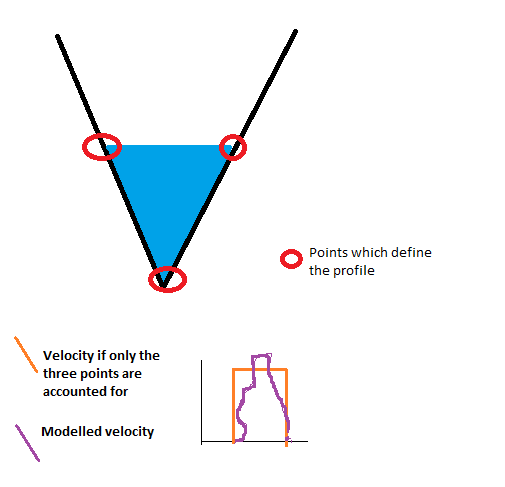 Points which define
the profile
Velocity if only the
three points are
accounted for
Modelled velocity